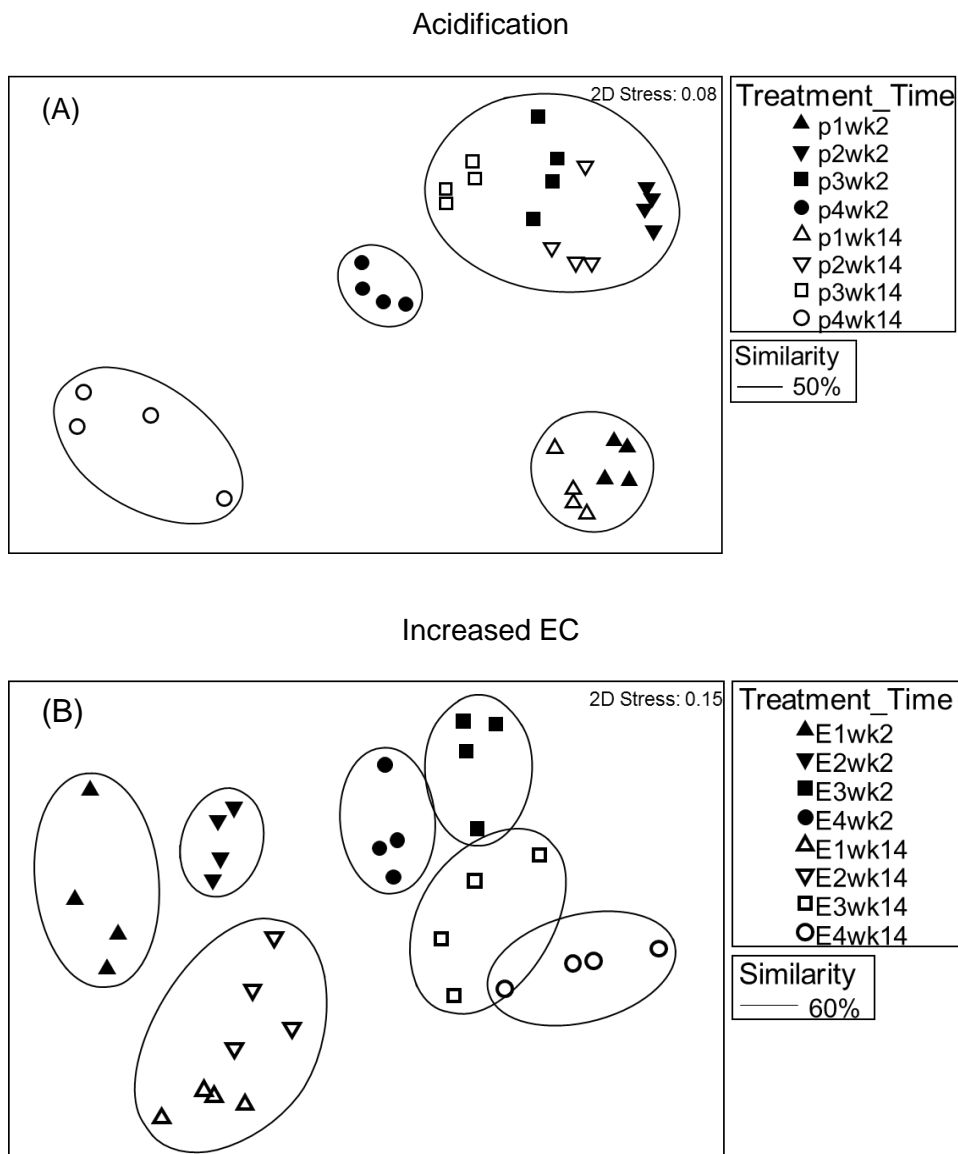 Acidification
(A)
2D Stress: 0.08
Treatment_Time
p1wk2
p2wk2
p3wk2
p4wk2
p1wk14
p2wk14
p3wk14
p4wk14
Similarity
50%
Increased EC
(B)
2D Stress: 0.15
Treatment_Time
E1wk2
E2wk2
E3wk2
E4wk2
E1wk14
E2wk14
E3wk14
E4wk14
Similarity
60%